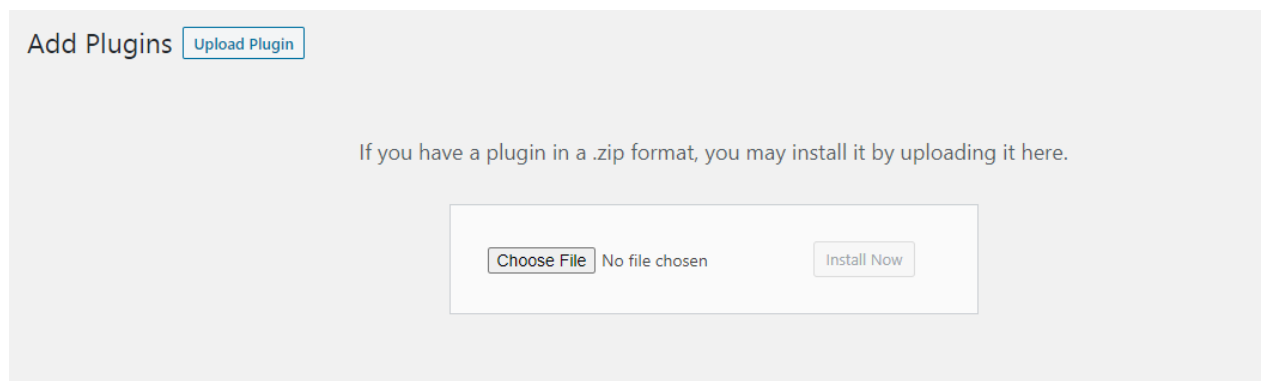 Add Plugins Upload Plugin
If you have a plugin in a .zip format, you may install it by uploading it here.
Choose File No file chosen Install Now